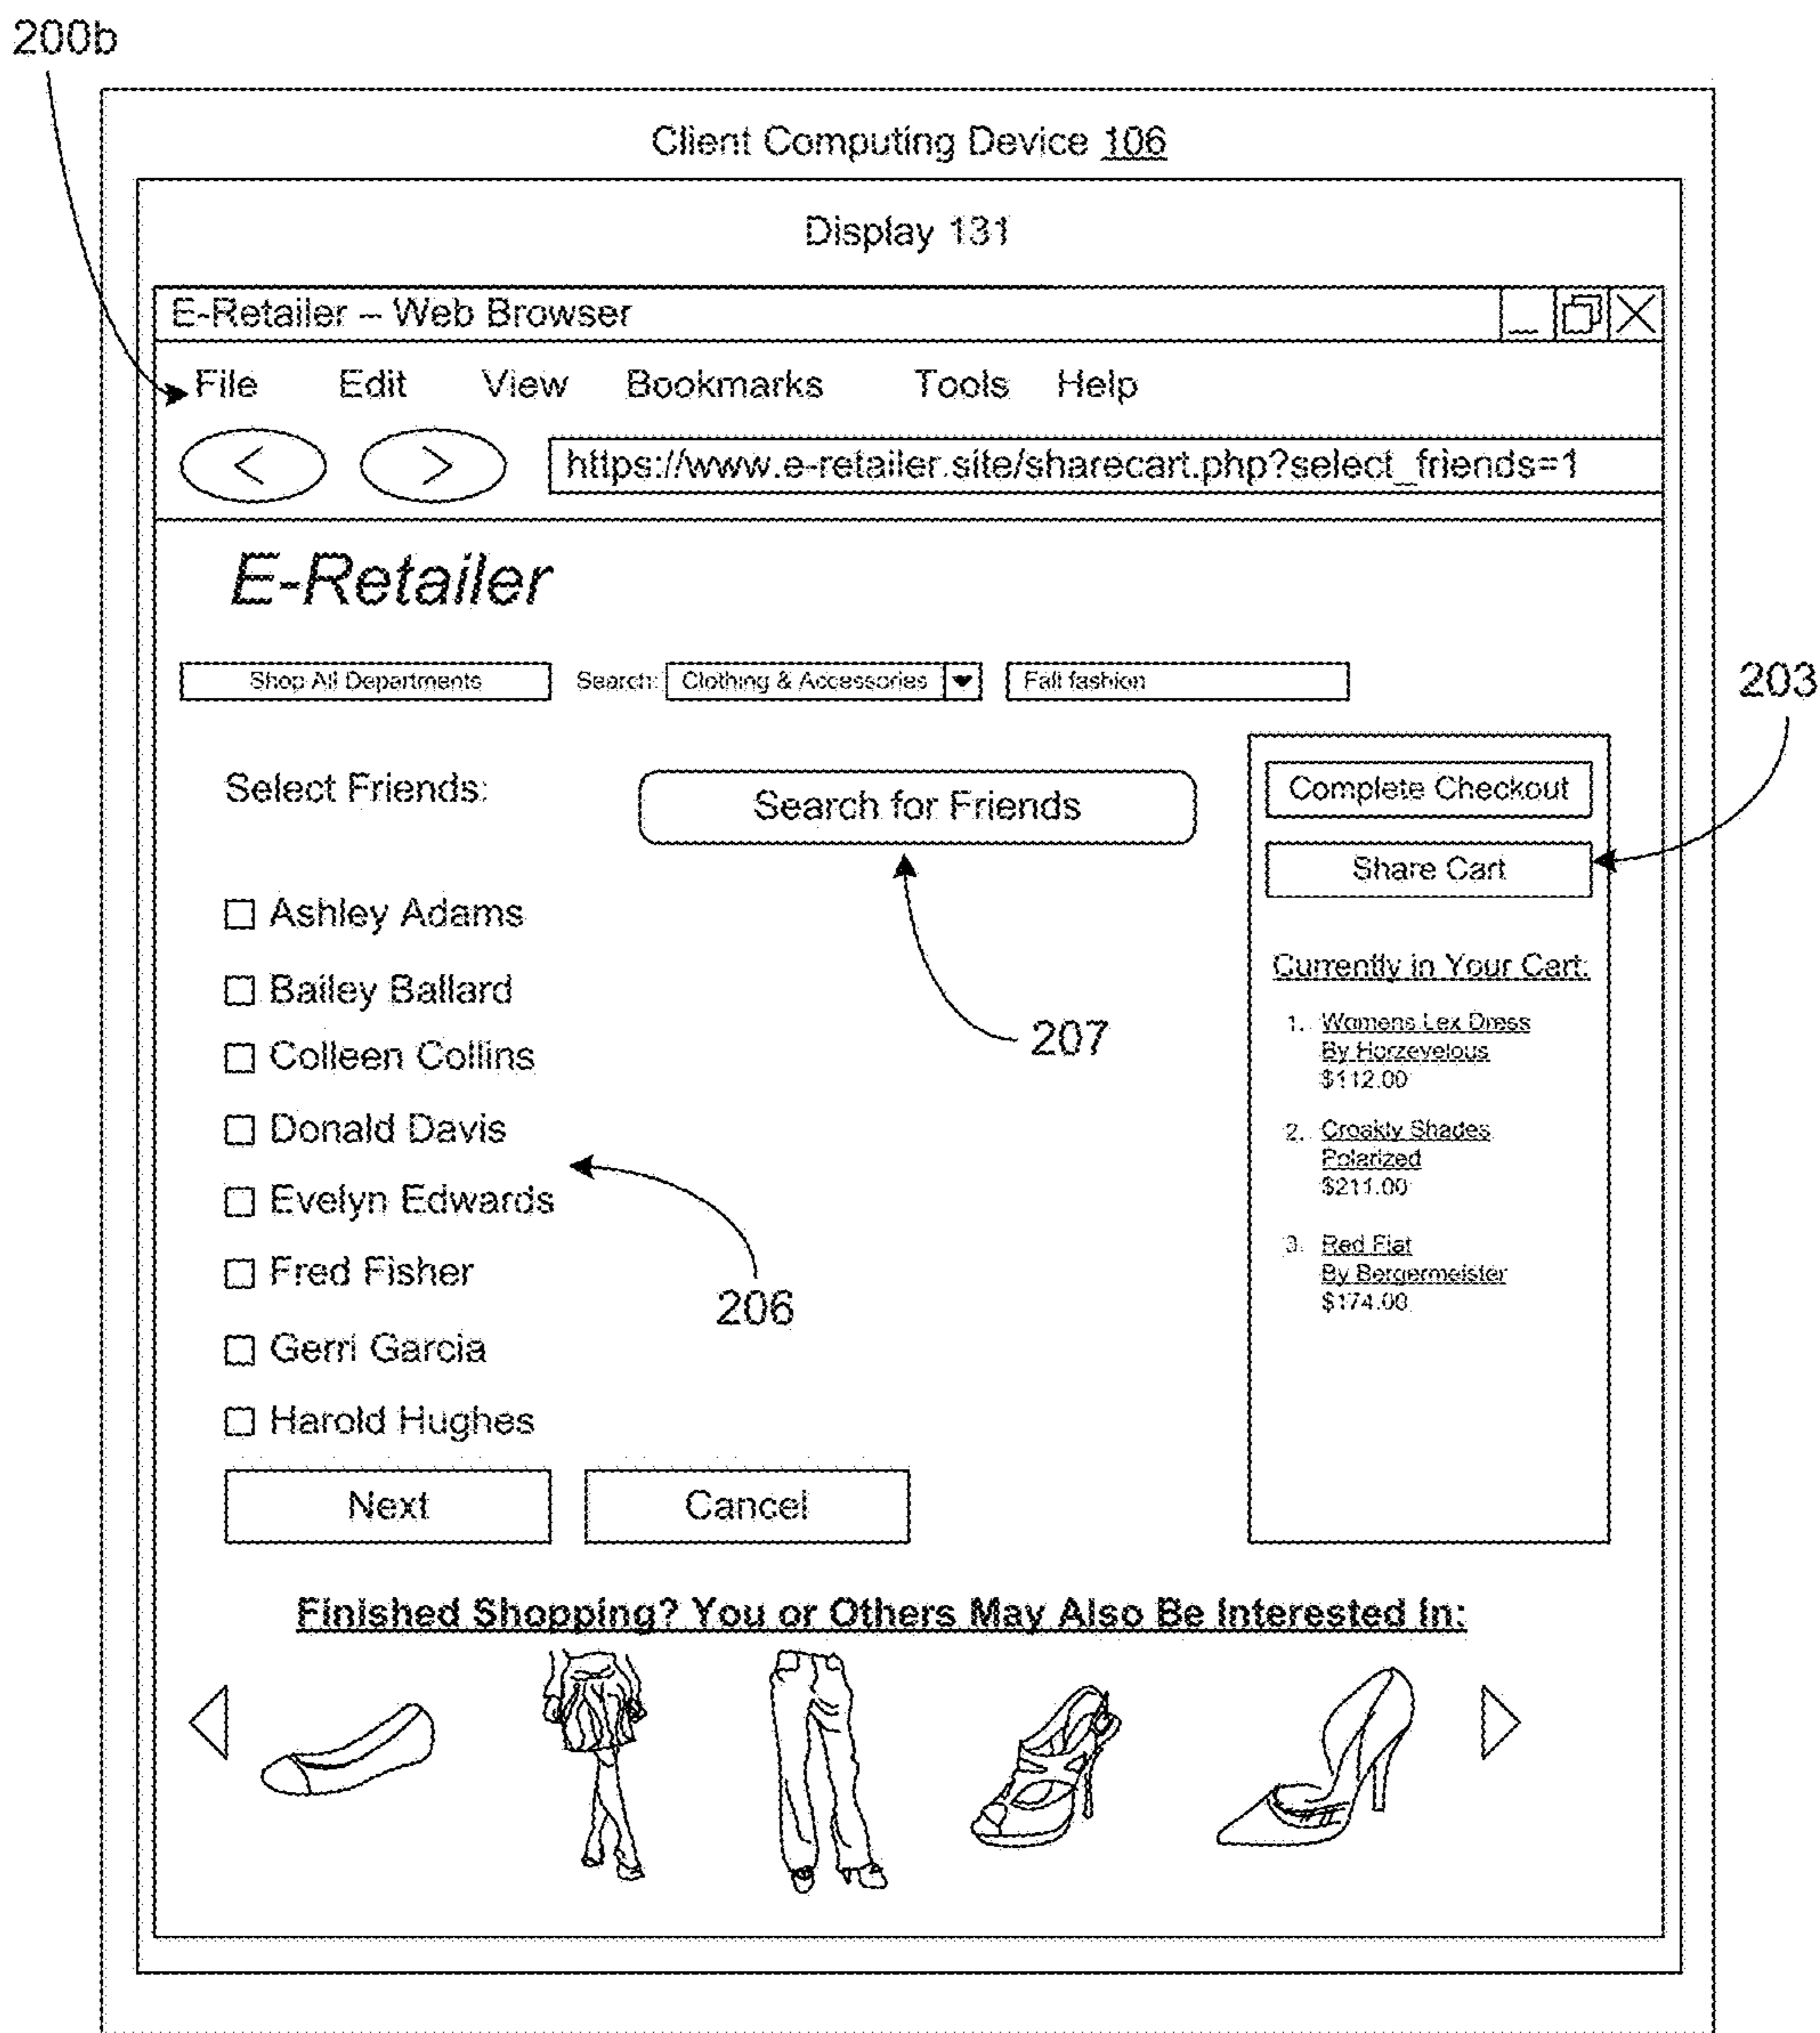 200b
Client Computing Device 106
Display 131
E-Retailer – Web Browser
File Edit View Bookmarks Tools Help
< > https://www.e-retailer.site/sharecart.php?select_friends=1
E-Retailer
Shop All Departments Search: Clothing & Accessories Fall fashion
203
Select Friends:
Search for Friends
207
Ashley Adams
Bailey Ballard
Colleen Collins
Donald Davis
Evelyn Edwards
Fred Fisher
Gerri Garcia
Harold Hughes
206
Next Cancel
Complete Checkout
Share Cart
Currently in Your Cart:
1. Womens Lex Dress
By Horzevelous
$112.00
2. Croakly Shades
Polarized
$211.00
3. Red Flat
By Bergermeister
$174.00
Finished Shopping? You or Others May Also Be Interested In: